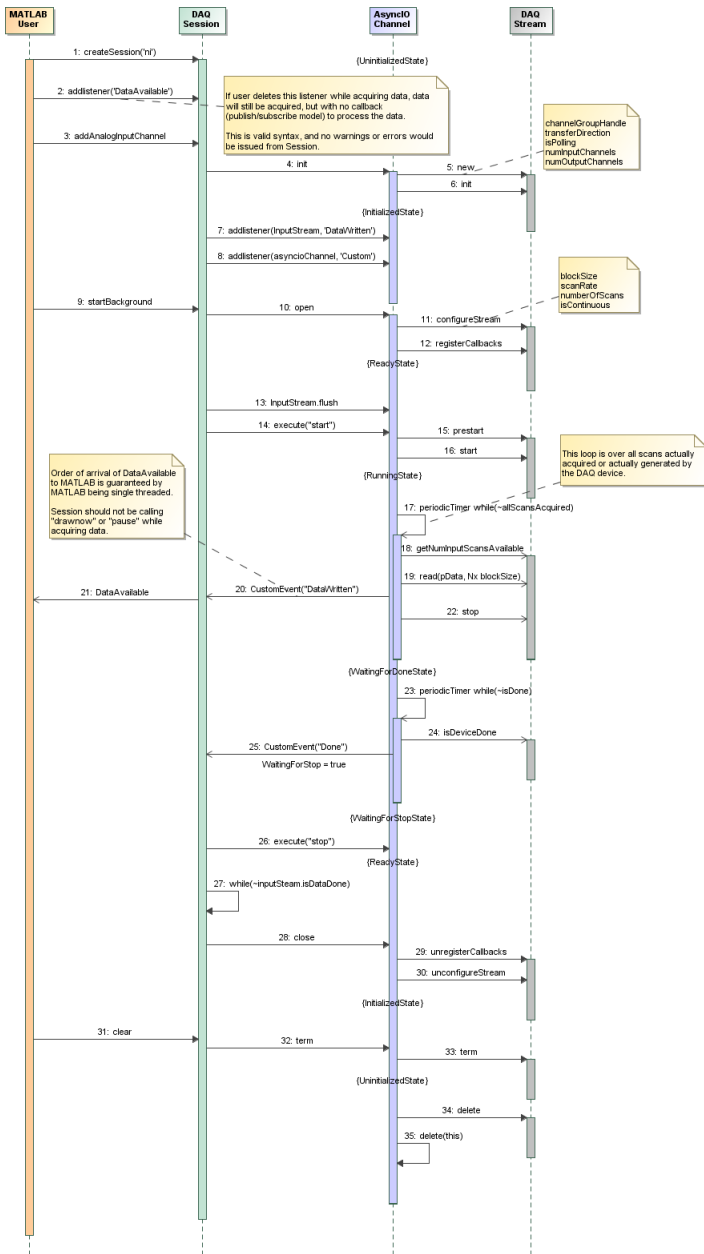 MATLAB
User
DAQ
Session
AsyncIO
Channel
DAQ
Stream
1: createSession('ni')
{UninitializedState}
2: addlistener('DataAvailable')
If user deletes this listener while acquiring data, data
will still be acquired, but with no callback
(publish/subscribe model) to process the data.
This is valid syntax, and no warnings or errors would
be issued from Session.
channelGroupHandle
transferDirection
isPolling
numInputChannels
numOutputChannels
3: addAnalogInputChannel
4: init
5: new
6: init
{InitializedState}
7: addlistener(InputStream, 'DataWritten')
8: addlistener(asyncioChannel, 'Custom')
blockSize
scanRate
numberOfScans
isContinuous
9: startBackground
10: open
11: configureStream
12: registerCallbacks
{ReadyState}
13: InputStream.flush
14: execute("start")
15: prestart
16: start
{RunningState}
This loop is over all scans actually
acquired or actually generated by
the DAQ device.
Order of arrival of DataAvailable
to MATLAB is guaranteed by
MATLAB being single threaded.
Session should not be calling
"drawnow" or "pause" while
acquiring data.
17: periodicTimer while(~allScansAcquired)
18: getNumInputScansAvailable
19: read(pData, Nx blockSize)
20: CustomEvent("DataWritten")
21: DataAvailable
22: stop
{WaitingForDoneState}
23: periodicTimer while(~isDone)
24: isDeviceDone
25: CustomEvent("Done")
WaitingForStop = true
{WaitingForStopState}
26: execute("stop")
{ReadyState}
27: while(~inputSteam.isDataDone)
28: close
29: unregisterCallbacks
30: unconfigureStream
{InitializedState}
31: clear
32: term
33: term
{UninitializedState}
34: delete
35: delete(this)